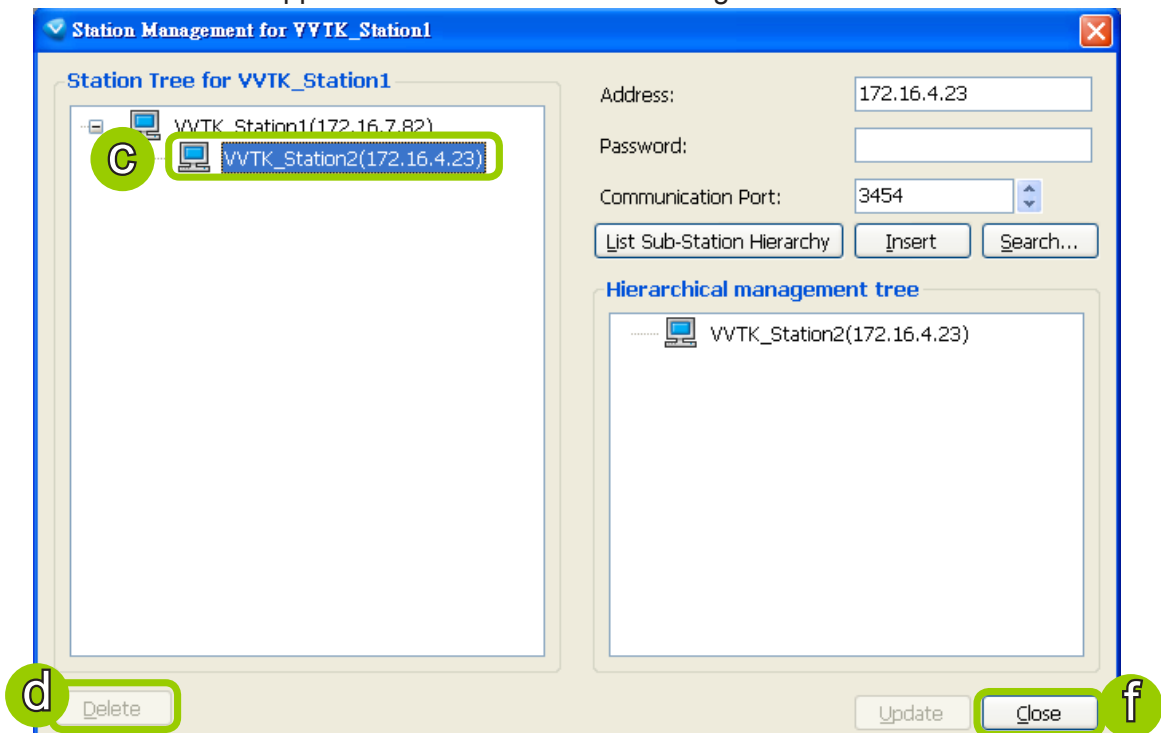 Station Management for VVTK_Station1
Station Tree for VVTK_Station1
VVTK_Station1(172.16.7.82)
c
VVTK_Station2(172.16.4.23)
Address: 172.16.4.23
Password:
Communication Port: 3454
List Sub-Station Hierarchy Insert Search...
Hierarchical management tree
VVTK_Station2(172.16.4.23)
d Delete Update Close f